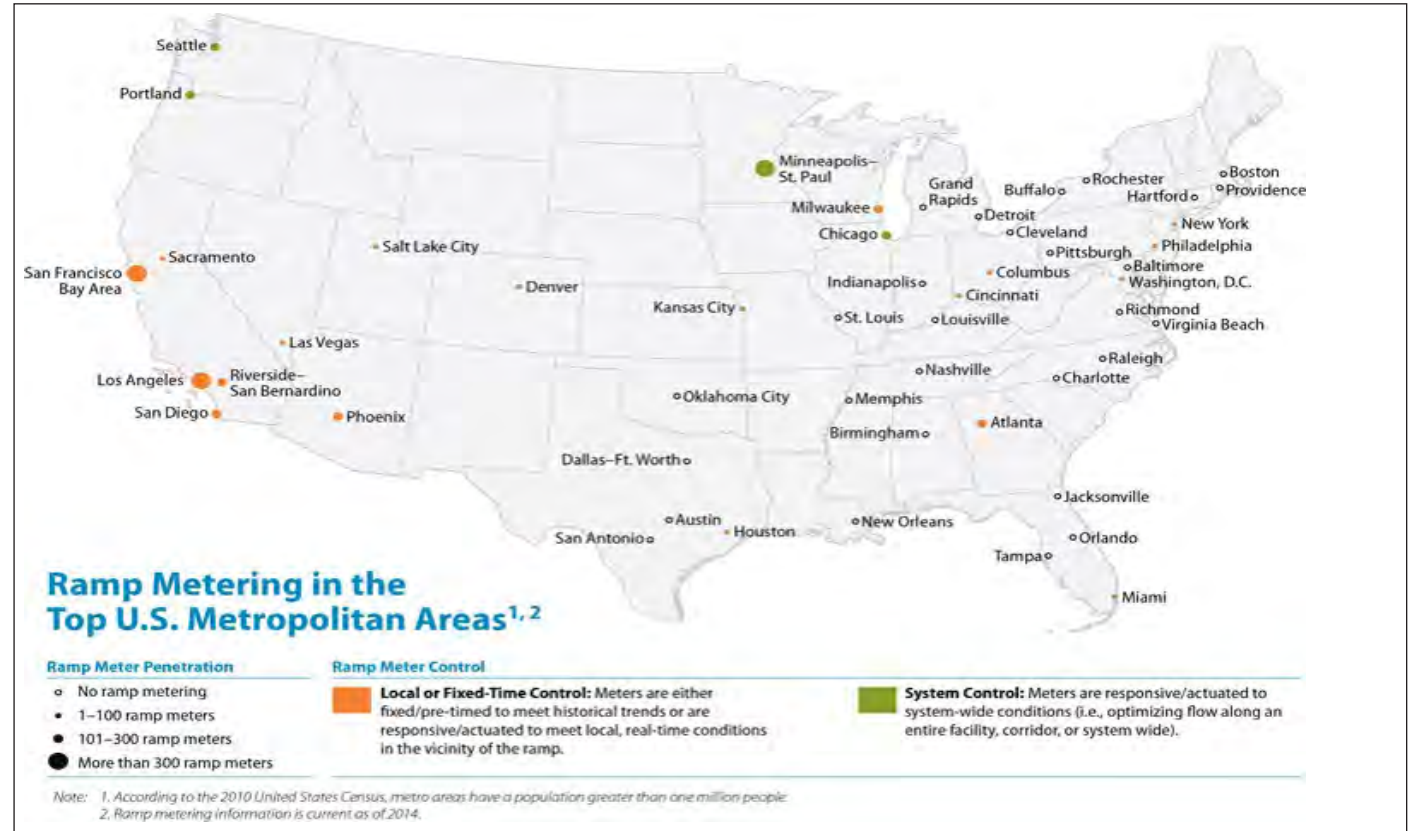 Seattle
Portland
Minneapolis–
St. Paul
Milwaukee
Chicago
Grand
Rapids
Detroit
Buffalo
Rochester
Hartford
Boston
Providence
Cleveland
New York
Pittsburgh
Philadelphia
Baltimore
Washington, D.C.
Columbus
Indianapolis
Cincinnati
Richmond
Virginia Beach
St. Louis
Louisville
Sacramento
San Francisco
Bay Area
Salt Lake City
Denver
Kansas City
Las Vegas
Los Angeles
Riverside–
San Bernardino
San Diego
Phoenix
Oklahoma City
Nashville
Memphis
Raleigh
Charlotte
Birmingham
Atlanta
Dallas–Ft. Worth
Austin
San Antonio
Houston
New Orleans
Jacksonville
Orlando
Tampa
Miami
Ramp Metering in the
Top U.S. Metropolitan Areas1, 2
Ramp Meter Penetration
No ramp metering
1–100 ramp meters
101–300 ramp meters
More than 300 ramp meters
Ramp Meter Control
Local or Fixed-Time Control: Meters are either
fixed/pre-timed to meet historical trends or are
responsive/actuated to meet local, real-time conditions
in the vicinity of the ramp.
System Control: Meters are responsive/actuated to
system-wide conditions (i.e., optimizing flow along an
entire facility, corridor, or system wide).
Note: 1. According to the 2010 United States Census, metro areas have a population greater than one million people.
2. Ramp metering information is current as of 2014.